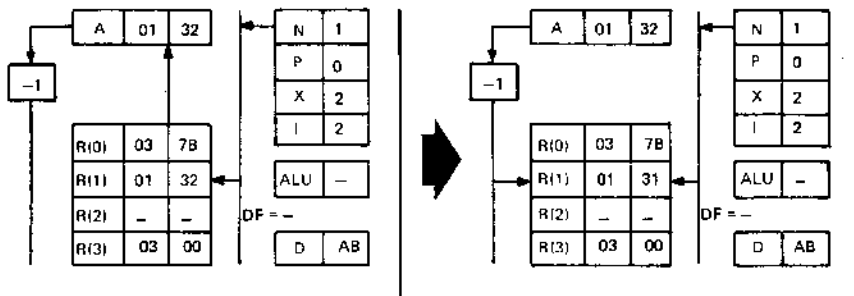 A 01 32
-1
N 1
P 0
X 2
I 2
R(0) 03 7B
R(1) 01 32
R(2) – –
R(3) 03 00
ALU –
DF = –
D AB
A 01 32
-1
N 1
P 0
X 2
I 2
R(0) 03 7B
R(1) 01 31
R(2) – –
R(3) 03 00
ALU –
DF = –
D AB